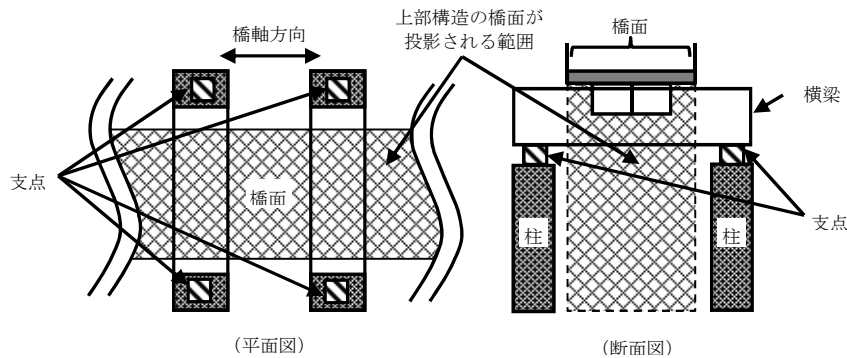 上部構造の橋面が
投影される範囲
橋軸方向
橋面
横梁
支点
橋面
柱
柱
支点
（平面図）
（断面図）